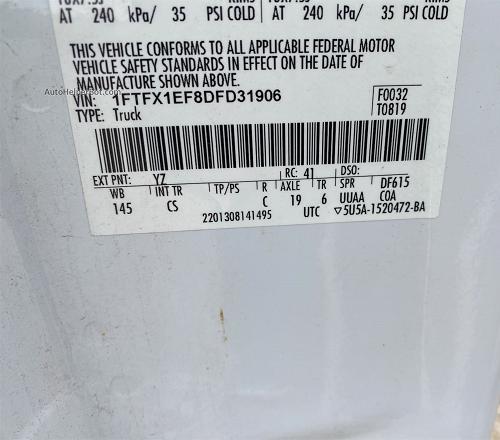 AT 240 kPa/ 35 PSI COLD AT 240 kPa/ 35 PSI COLD
THIS VEHICLE CONFORMS TO ALL APPLICABLE FEDERAL MOTOR
VEHICLE SAFETY STANDARDS IN EFFECT ON THE DATE OF
MANUFACTURE SHOWN ABOVE.
AutoHelperBot.com
VIN: 1FTFX1EF8DFD31906 F0032
TYPE: Truck T0819
EXT PNT: YZ RC: 41 DSO:
WB INT TR TP/PS R AXLE TR SPR DF615
145 CS C 19 6 UUAA COA
2201308141495 UTC ▽5U5A-1520472-BA